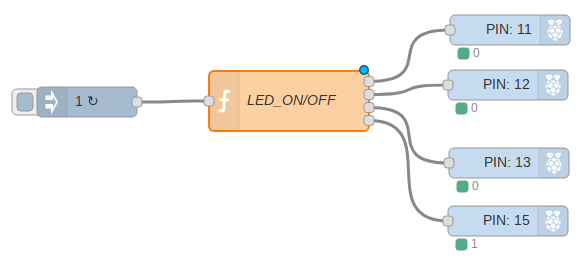 PIN: 11
0
PIN: 12
1 ↻
LED_ON/OFF
0
PIN: 13
0
PIN: 15
1